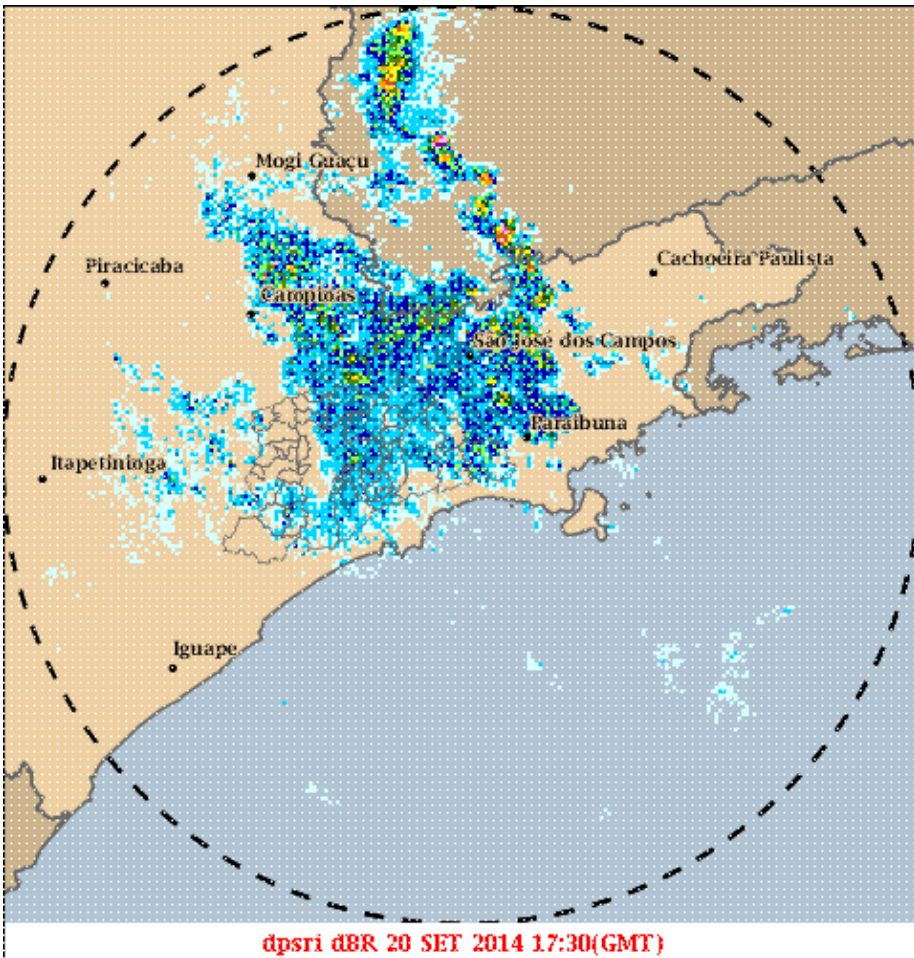 Mogi Guaçu
Piracicaba
Cachoeira Paulista
Campinas
São José dos Campos
Paraibuna
Itapetininga
Iguape
dpsri dBR 20 SET 2014 17:30(GMT)